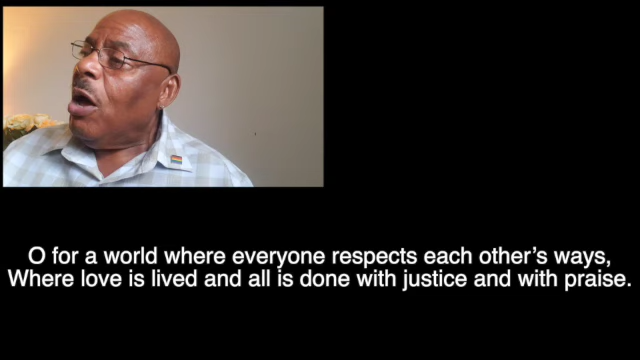 O for a world where everyone respects each other's ways,
Where love is lived and all is done with justice and with praise.